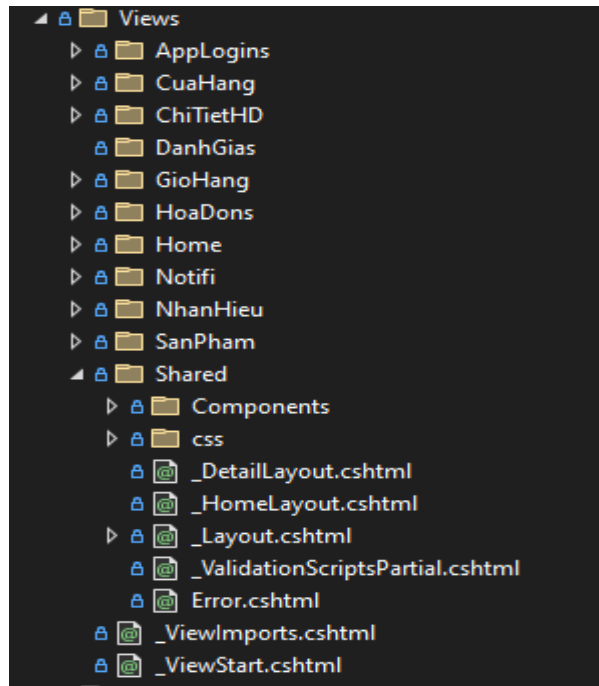 Views
AppLogins
CuaHang
ChiTietHD
DanhGias
GioHang
HoaDons
Home
Notifi
NhanHieu
SanPham
Shared
Components
css
_DetailLayout.cshtml
_HomeLayout.cshtml
_Layout.cshtml
_ValidationScriptsPartial.cshtml
Error.cshtml
_ViewImports.cshtml
_ViewStart.cshtml